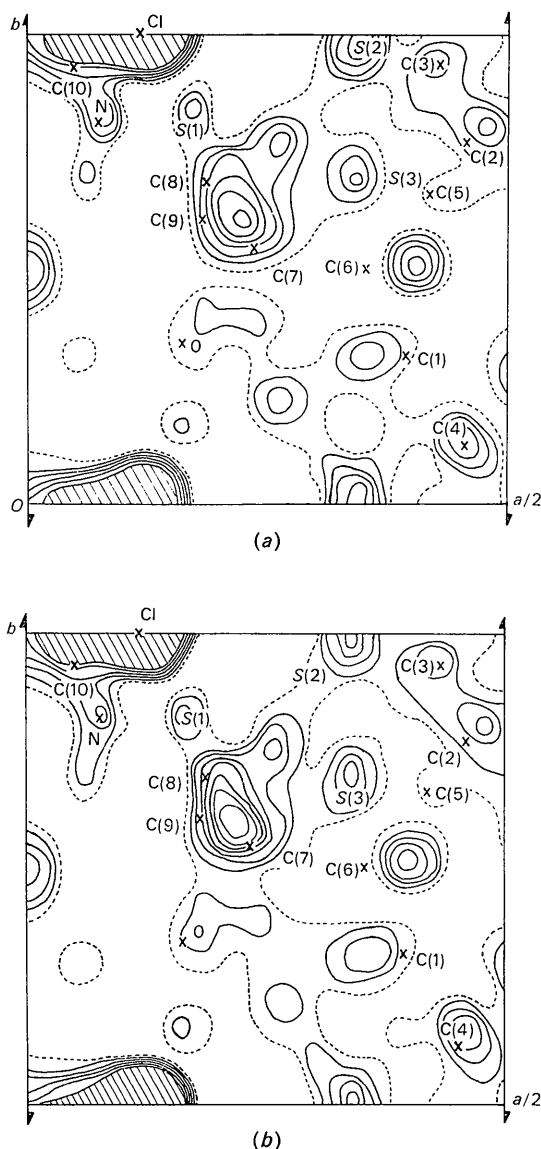 b Cl
S(2)
C(3)
C(10) N
S(1)
C(2)
C(8)
S(3)
C(5)
C(9)
C(6)
C(7)
O
C(1)
C(4)
O a/2
(a)
b Cl
C(3)
S(2)
C(10)
S(1)
N
C(2)
C(8)
S(3)
C(5)
C(9)
C(7)
C(6)
O
C(1)
C(4)
a/2
(b)